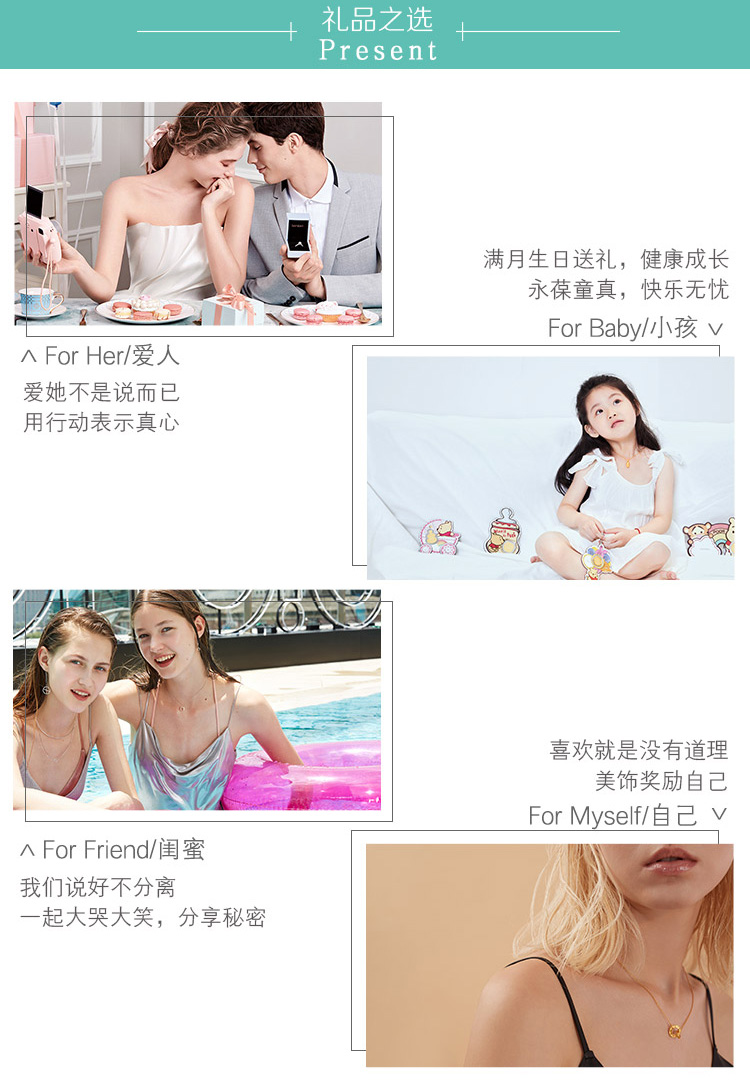 礼品之选
Present
满月生日送礼，健康成长
永葆童真，快乐无忧
For Baby/小孩
For Her/爱人
爱她不是说而已
用行动表示真心
喜欢就是没有道理
美饰奖励自己
For Myself/自己
For Friend/闺蜜
我们说好不分离
一起大哭大笑，分享秘密